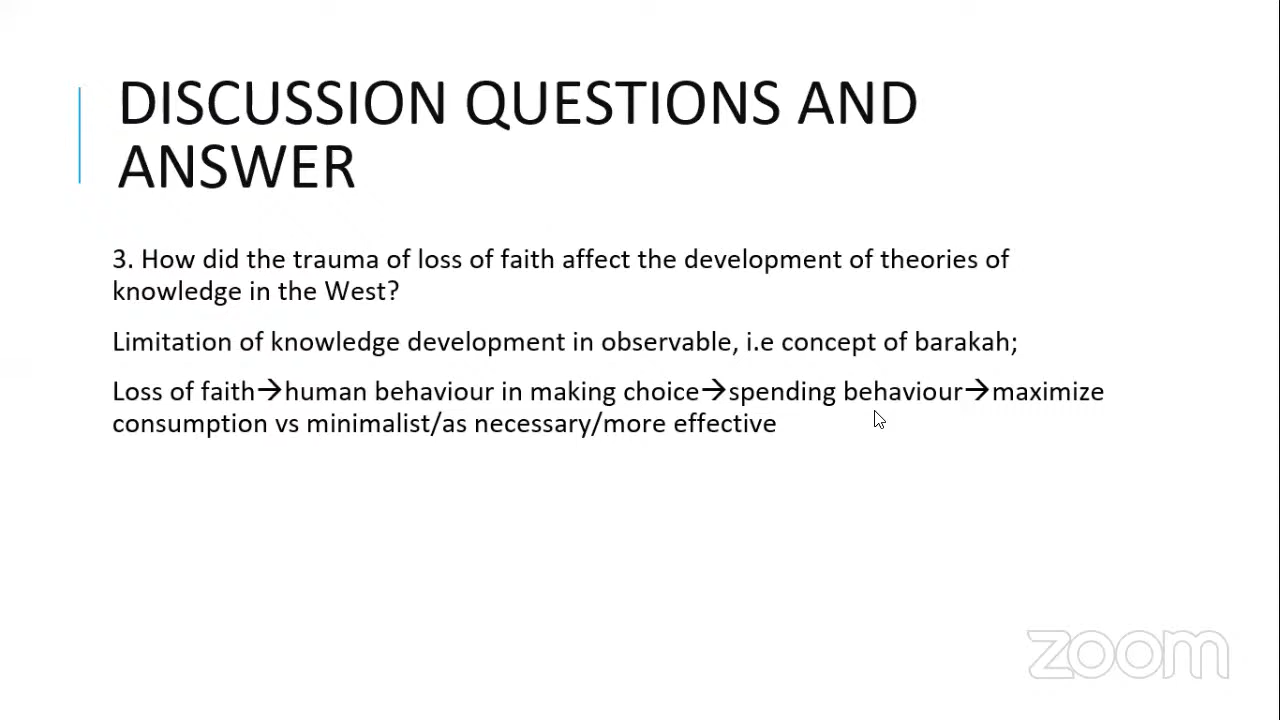 DISCUSSION QUESTIONS AND
ANSWER
3. How did the trauma of loss of faith affect the development of theories of
knowledge in the West?
Limitation of knowledge development in observable, i.e concept of barakah;
Loss of faith→human behaviour in making choice→spending behaviour→maximize
consumption vs minimalist/as necessary/more effective
zoom